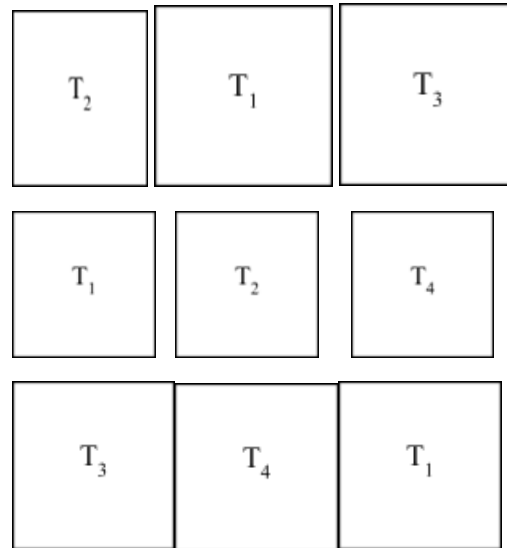 T₂ T₁ T₃
T₁ T₂ T₄
T₃ T₄ T₁